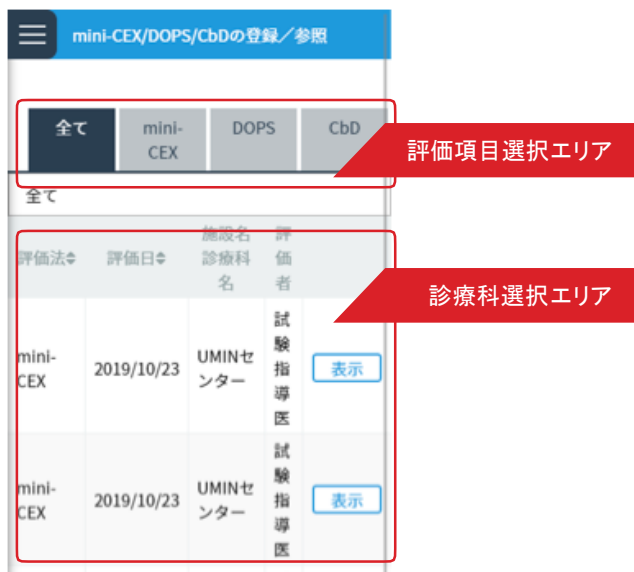 mini-CEX/DOPS/CbDの登録／参照
全て
mini-
CEX
DOPS
CbD
評価項目選択エリア
全て
評価法
評価日
施設名
診療科
名
評
価
者
診療科選択エリア
mini-
CEX
2019/10/23
UMINセ
ンター
試
験
指
導
医
表示
mini-
CEX
2019/10/23
UMINセ
ンター
試
験
指
導
医
表示